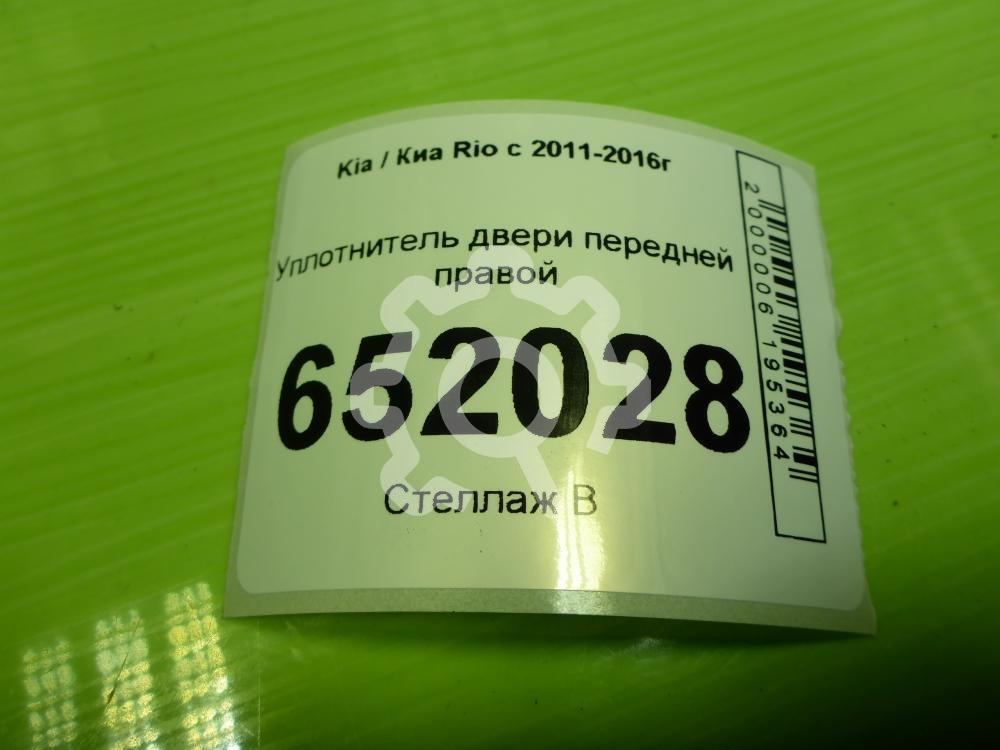 Kia / Киа Rio с 2011-2016г
Уплотнитель двери передней
правой
652028
Стеллаж В
2000006195364